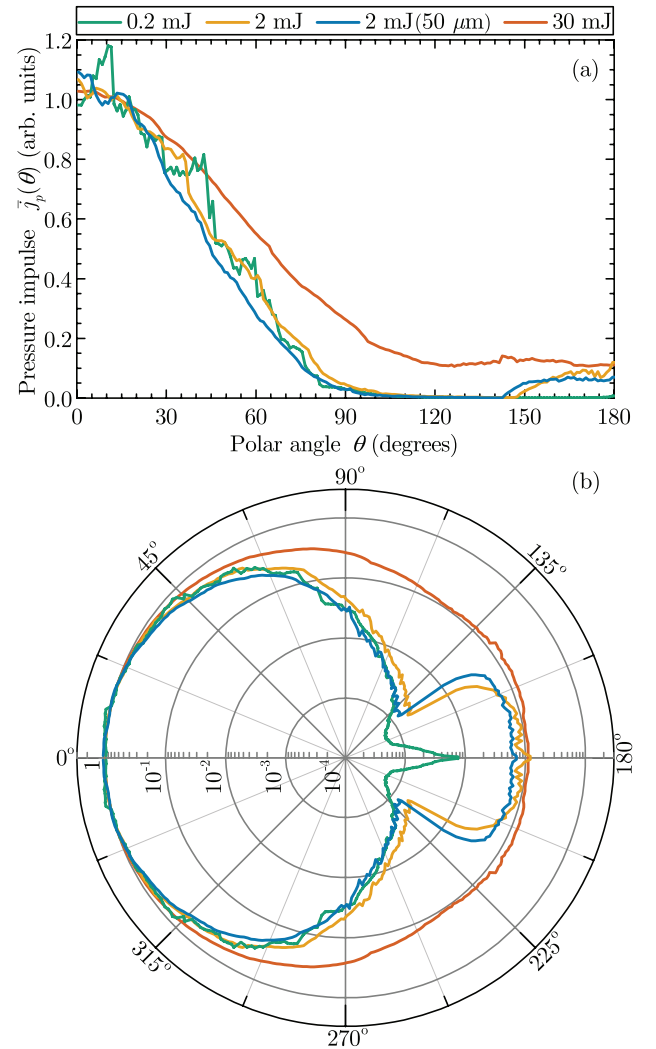 0.2 mJ 2 mJ 2 mJ(50 μm) 30 mJ
(a)
Pressure impulse j̄ₚ(θ) (arb. units)
1.2
1.0
0.8
0.6
0.4
0.2
0.0
0 30 60 90 120 150 180
Polar angle θ (degrees)
(b)
90°
45° 135°
0° 180°
1 10⁻¹ 10⁻² 10⁻³ 10⁻⁴
315° 225°
270°